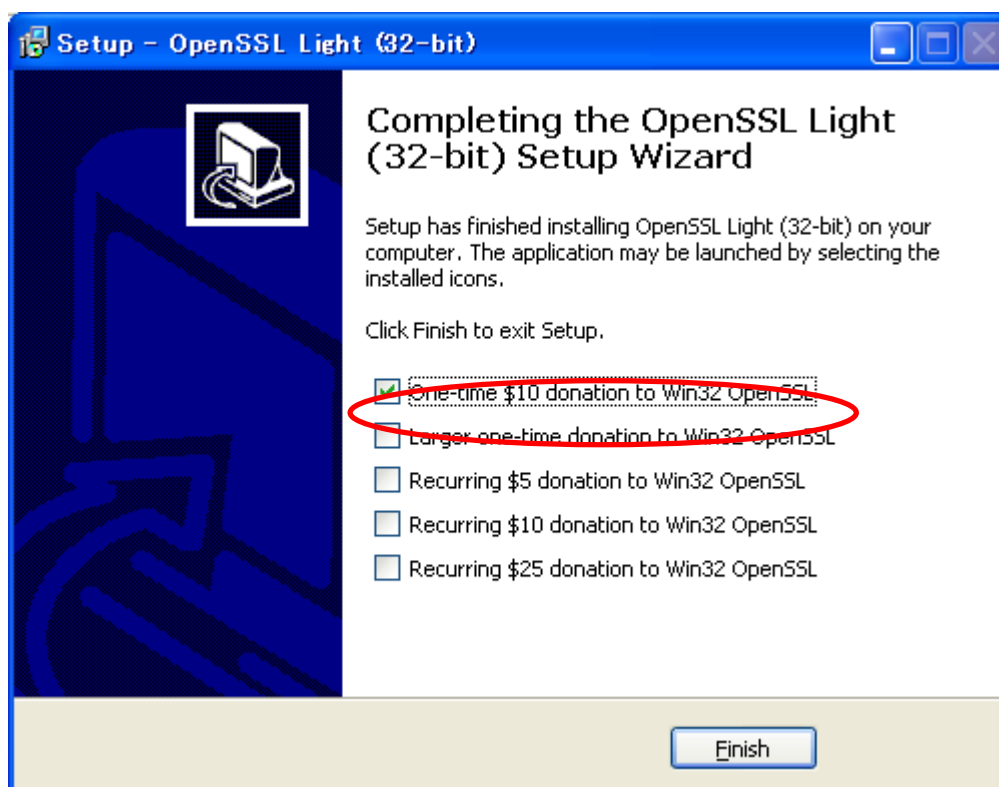 Setup - OpenSSL Light (32-bit)
Completing the OpenSSL Light
(32-bit) Setup Wizard
Setup has finished installing OpenSSL Light (32-bit) on your
computer. The application may be launched by selecting the
installed icons.
Click Finish to exit Setup.
One-time $10 donation to Win32 OpenSSL
Larger one-time donation to Win32 OpenSSL
Recurring $5 donation to Win32 OpenSSL
Recurring $10 donation to Win32 OpenSSL
Recurring $25 donation to Win32 OpenSSL
Finish